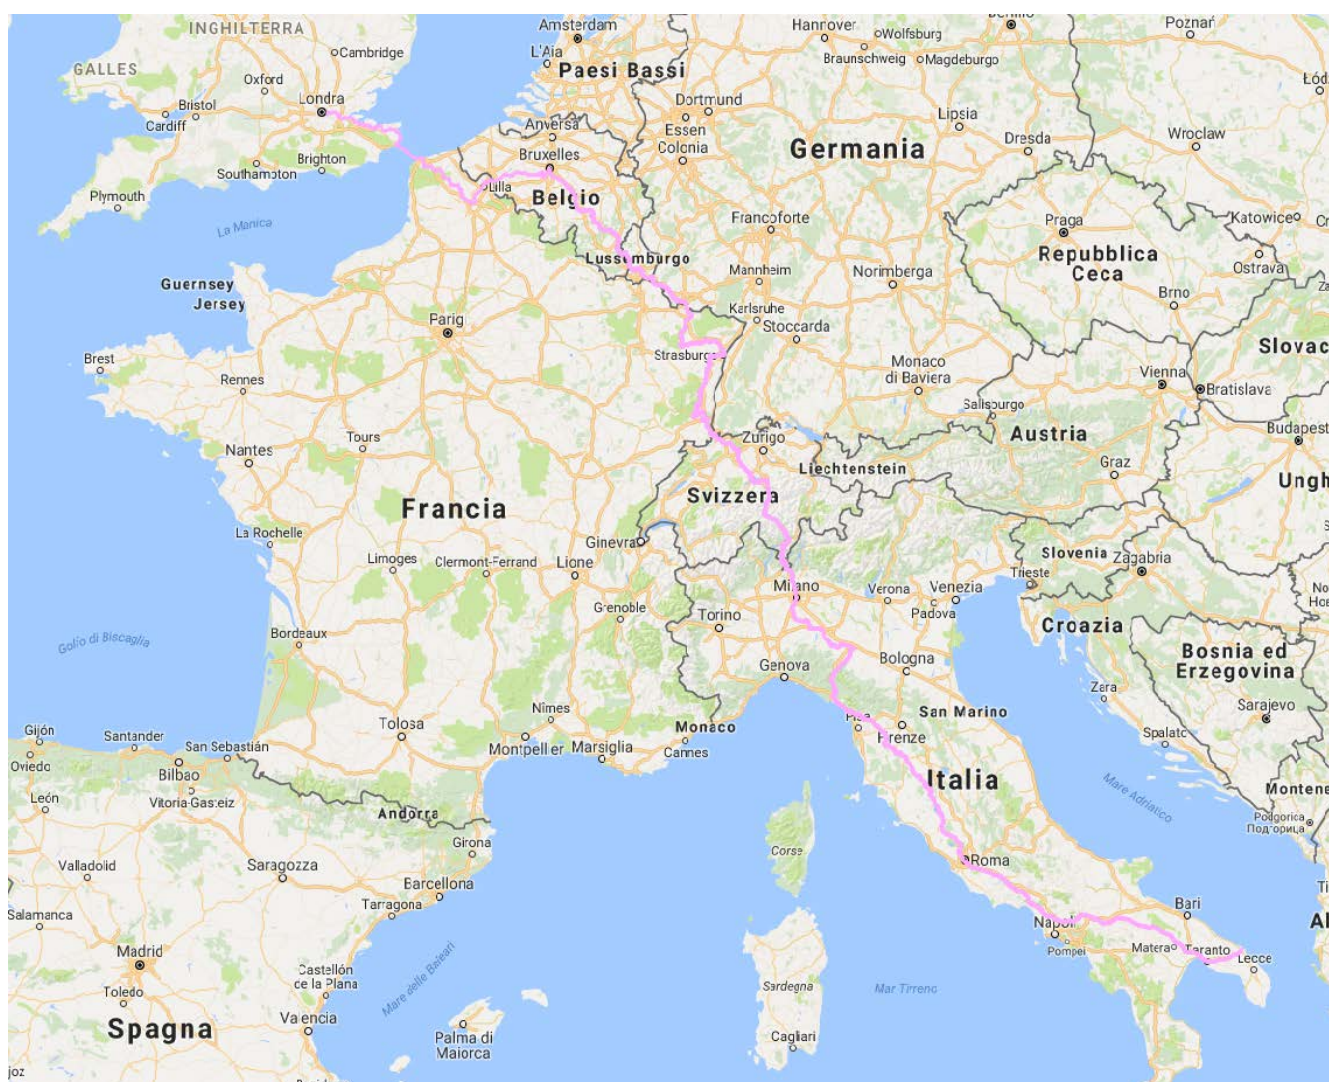 INGHILTERRA
Cambridge
GALLES
Oxford
Londra
Bristol
Cardiff
Brighton
Southampton
Plymouth
La Manica
Amsterdam
L'Aia
Paesi Bassi
Hannover
Wolfsburg
Braunschweig
Magdeburgo
Poznań
Dortmund
Essen
Colonia
Lipsia
Dresda
Wroclaw
Germania
Anversa
Bruxelles
Lilla
Belgio
Francoforte
Praga
Katowice
Repubblica
Ceca
Ostrava
Lussemburgo
Mannheim
Norimberga
Brno
Guernsey
Jersey
Karlsruhe
Stoccarda
Farig
Strasburgo
Slovac
Brest
Rennes
Monaco
di Baviera
Vienna
Bratislava
Salisburgo
Tours
Nantes
Zurigo
Austria
Budapest
Liechtenstein
Graz
Svizzera
Ungh
Francia
La Rochelle
Ginevra
Limoges
Clermont-Ferrand
Lione
Slovenia
Zagabria
Trieste
Milano
Verona
Venezia
Padova
Grenoble
Torino
Croazia
Golfo di Biscaglia
Bordeaux
Genova
Bologna
Bosnia ed
Erzegovina
Zara
Sarajevo
Nîmes
San Marino
Pisa
Firenze
Gijón
Santander
San Sebastián
Tolosa
Montpellier
Marsiglia
Monaco
Cannes
Spalato
Oviedo
Bilbao
Italia
Mare Adriatico
Montene
León
Vitoria-Gasteiz
Andorra
Podgorica
Подгорица
Girona
Corse
Valladolid
Saragozza
Roma
Barcellona
Tarragona
Salamanca
Bari
Napoli
Pompei
Matera
Taranto
Lecce
Madrid
Castellón
de la Plana
Mare delle Baleari
Sardegna
Mar Tirreno
Toledo
Valencia
Spagna
Palma di
Maiorca
Cagliari